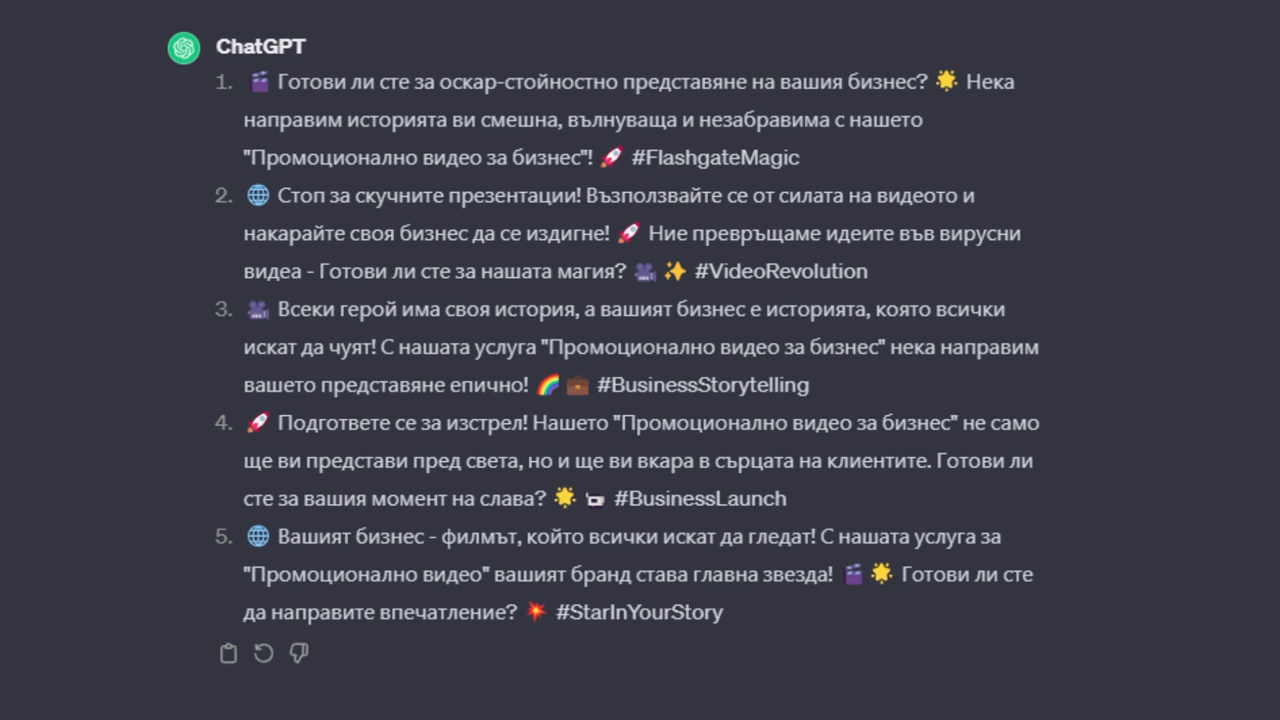 ChatGPT
1. 🎬 Готови ли сте за оскар-стойностно представяне на вашия бизнес? 🌟 Нека
направим историята ви смешна, вълнуваща и незабравима с нашето
"Промоционално видео за бизнес"! 🚀 #FlashgateMagic
2. 🌐 Стоп за скучните презентации! Възползвайте се от силата на видеото и
накарайте своя бизнес да се издигне! 🚀 Ние превръщаме идеите във вирусни
видеа - Готови ли сте за нашата магия? 🎥 ✨ #VideoRevolution
3. 🎥 Всеки герой има своя история, а вашият бизнес е историята, която всички
искат да чуят! С нашата услуга "Промоционално видео за бизнес" нека направим
вашето представяне епично! 🌈 💼 #BusinessStorytelling
4. 🚀 Подгответе се за изстрел! Нашето "Промоционално видео за бизнес" не само
ще ви представи пред света, но и ще ви вкара в сърцата на клиентите. Готови ли
сте за вашия момент на слава? 🌟 📹 #BusinessLaunch
5. 🌐 Вашият бизнес - филмът, който всички искат да гледат! С нашата услуга за
"Промоционално видео" вашият бранд става главна звезда! 🎬 🌟 Готови ли сте
да направите впечатление? 💥 #StarInYourStory